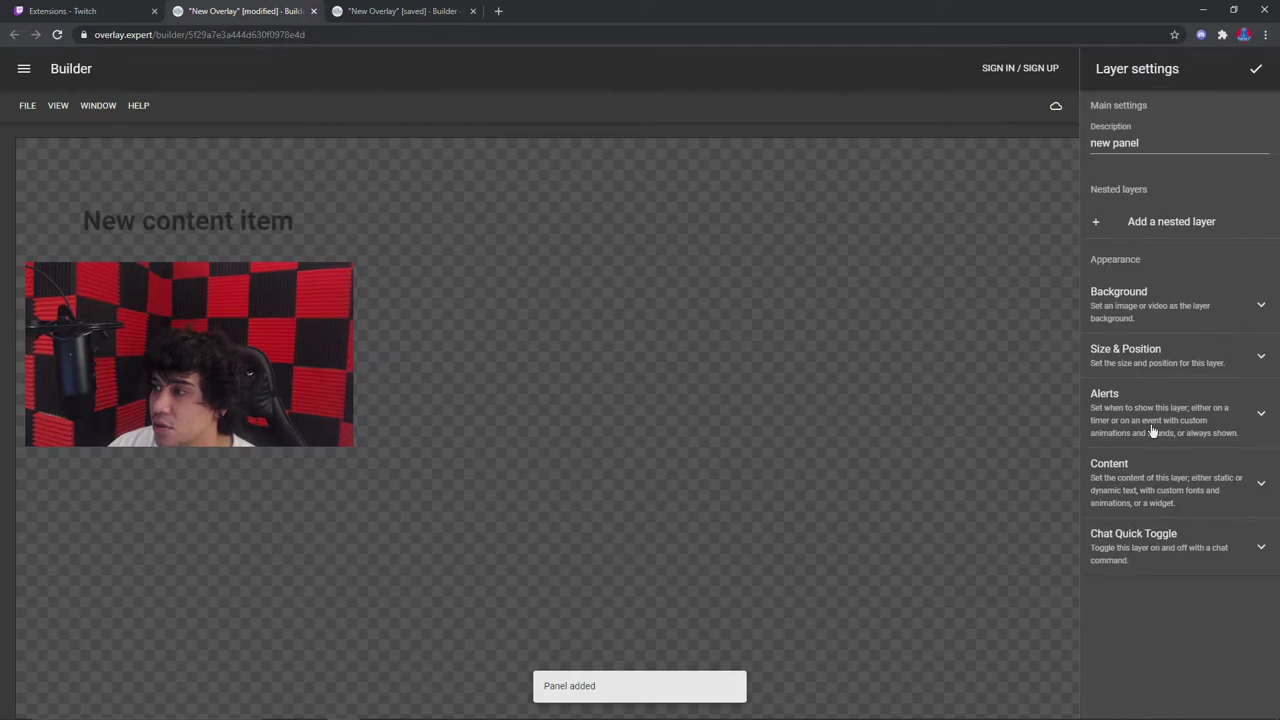 Extensions - Twitch
"New Overlay" [modified] - Builde
"New Overlay" [saved] - Builder -
overlay.expert/builder/5f29a7e3a444d630f0978e4d
Builder
SIGN IN / SIGN UP
Layer settings
FILE VIEW WINDOW HELP
Main settings
Description
new panel
Nested layers
+ Add a nested layer
Appearance
Background
Set an image or video as the layer
background.
Size & Position
Set the size and position for this layer.
Alerts
Set when to show this layer; either on a
timer or on an event with custom
animations and sounds, or always shown.
Content
Set the content of this layer; either static or
dynamic text, with custom fonts and
animations, or a widget.
Chat Quick Toggle
Toggle this layer on and off with a chat
command.
New content item
Panel added